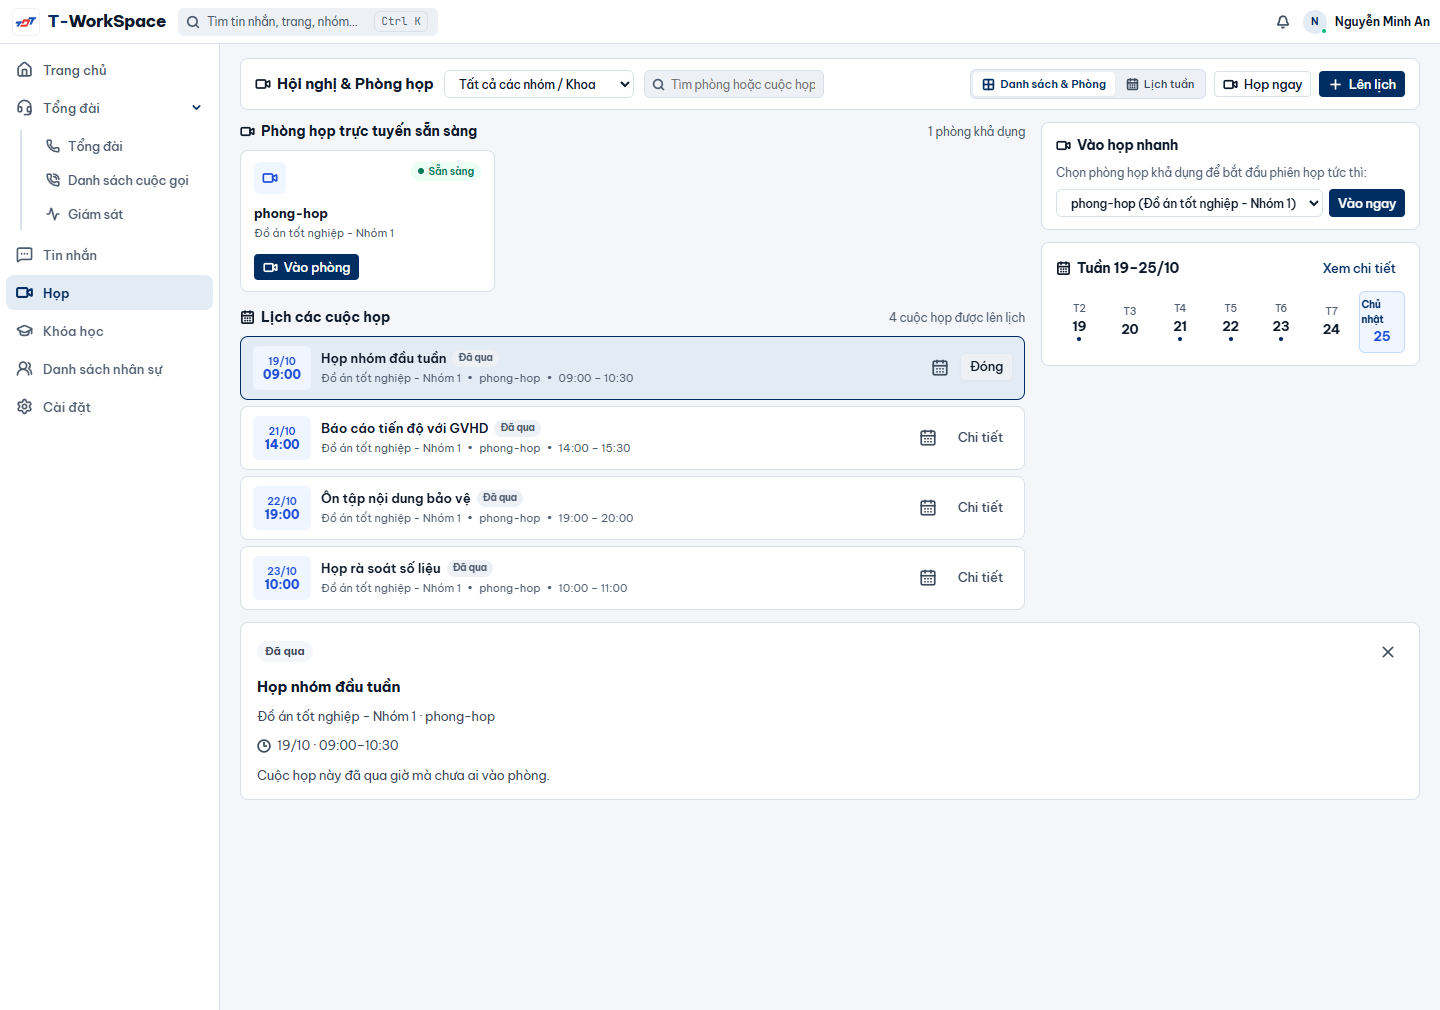 TDT T-WorkSpace
Tìm tin nhắn, trang, nhóm... Ctrl K
N Nguyễn Minh An
Trang chủ
Tổng đài
Tổng đài
Danh sách cuộc gọi
Giám sát
Tin nhắn
Họp
Khóa học
Danh sách nhân sự
Cài đặt
Hội nghị & Phòng họp
Tất cả các nhóm / Khoa
Tìm phòng hoặc cuộc họp
Danh sách & Phòng
Lịch tuần
Họp ngay
Lên lịch
Phòng họp trực tuyến sẵn sàng
1 phòng khả dụng
Sẵn sàng
phong-hop
Đồ án tốt nghiệp - Nhóm 1
Vào phòng
Lịch các cuộc họp
4 cuộc họp được lên lịch
19/10
09:00
Họp nhóm đầu tuần Đã qua
Đồ án tốt nghiệp - Nhóm 1 • phong-hop • 09:00 – 10:30
Đóng
21/10
14:00
Báo cáo tiến độ với GVHD Đã qua
Đồ án tốt nghiệp - Nhóm 1 • phong-hop • 14:00 – 15:30
Chi tiết
22/10
19:00
Ôn tập nội dung bảo vệ Đã qua
Đồ án tốt nghiệp - Nhóm 1 • phong-hop • 19:00 – 20:00
Chi tiết
23/10
10:00
Họp rà soát số liệu Đã qua
Đồ án tốt nghiệp - Nhóm 1 • phong-hop • 10:00 – 11:00
Chi tiết
Vào họp nhanh
Chọn phòng họp khả dụng để bắt đầu phiên họp tức thì:
phong-hop (Đồ án tốt nghiệp - Nhóm 1)
Vào ngay
Tuần 19–25/10
Xem chi tiết
T2 T3 T4 T5 T6 T7 Chủ nhật
19 20 21 22 23 24 25
Đã qua
Họp nhóm đầu tuần
Đồ án tốt nghiệp - Nhóm 1 · phong-hop
19/10 · 09:00–10:30
Cuộc họp này đã qua giờ mà chưa ai vào phòng.